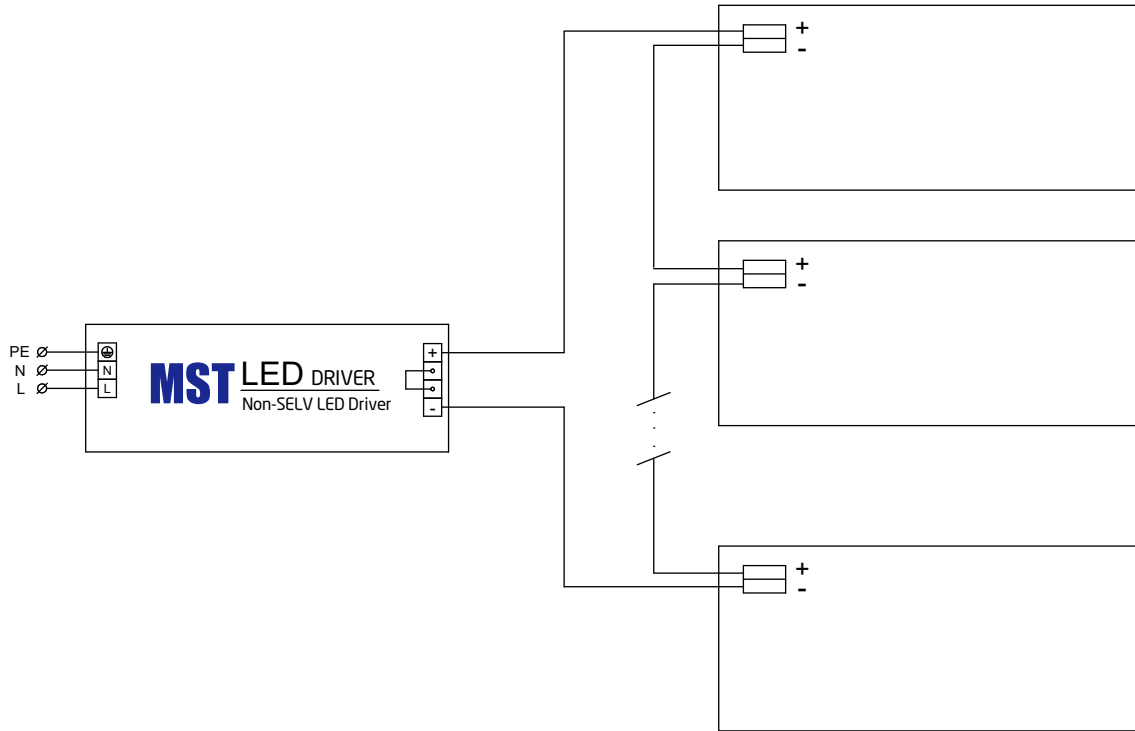 +
-
+
-
PE
N
L
N
L
MST LED DRIVER
Non-SELV LED Driver
+
-
+
-